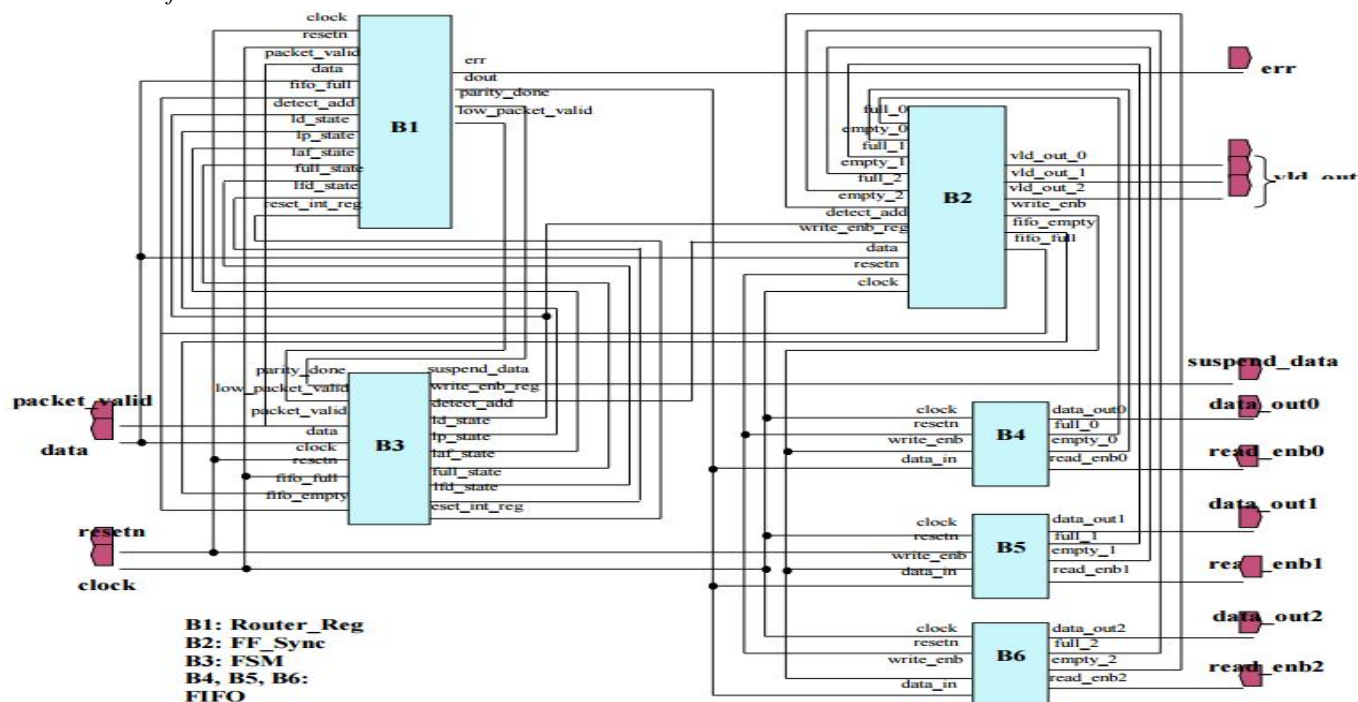 clock
resetn
packet_valid
data
fifo_full
detect_add
ld_state
lp_state
laf_state
full_state
lfd_state
reset_int_reg
B1
err
dout
parity_done
low_packet_valid
full_0
empty_0
full_1
empty_1
full_2
empty_2
detect_add
write_enb_reg
data
resetn
clock
B2
vld_out_0
vld_out_1
vld_out_2
write_enb
fifo_empty
fifo_full
err
vld_out
suspend_data
packet_valid
data
resetn
clock
parity_done
low_packet_valid
packet_valid
data
clock
resetn
fifo_full
fifo_empty
B3
suspend_data
write_enb_reg
detect_add
ld_state
lp_state
laf_state
full_state
lfd_state
eset_int_reg
clock
resetn
write_enb
data_in
B4
data_out0
full_0
empty_0
read_enb0
data_out0
read_enb0
clock
resetn
write_enb
data_in
B5
data_out1
full_1
empty_1
read_enb1
data_out1
read_enb1
clock
resetn
write_enb
data_in
B6
data_out2
full_2
empty_2
read_enb2
data_out2
read_enb2
B1: Router_Reg
B2: FF_Sync
B3: FSM
B4, B5, B6:
FIFO